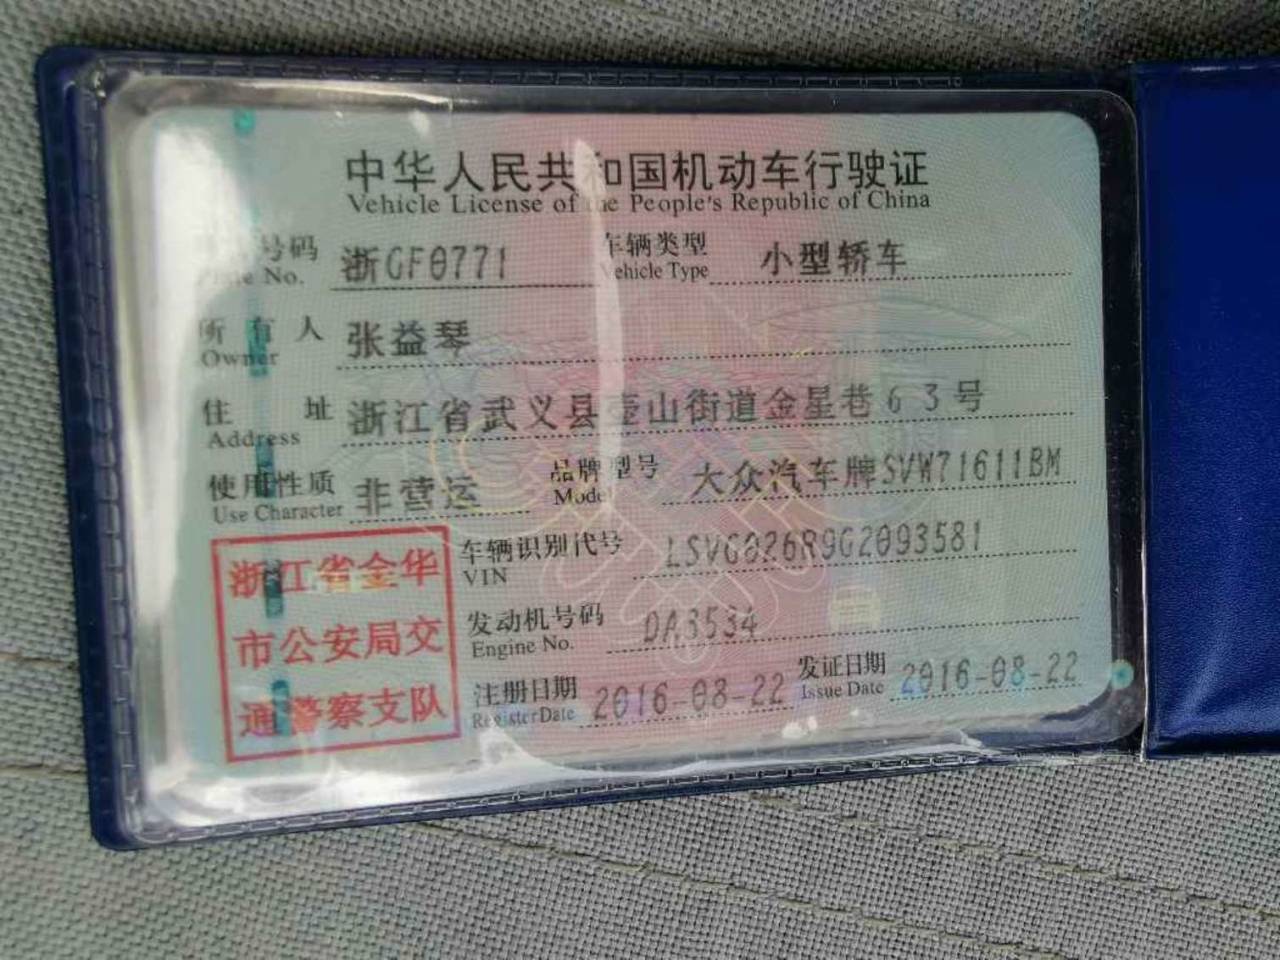 中华人民共和国机动车行驶证
Vehicle License of the People's Republic of China
号码 浙GF0771 车辆类型 小型轿车
Plate No. Vehicle Type
所有人 张益琴
Owner
住址 浙江省武义县壶山街道金星巷63号
Address
使用性质 非营运 品牌型号 大众汽车牌SVW71611BM
Use Character Model
车辆识别代号 LSVG026R9G2093581
VIN
发动机号码 DA3534
Engine No.
注册日期 2016-08-22 发证日期 2016-08-22
Register Date Issue Date
浙江省金华
市公安局交
通警察支队